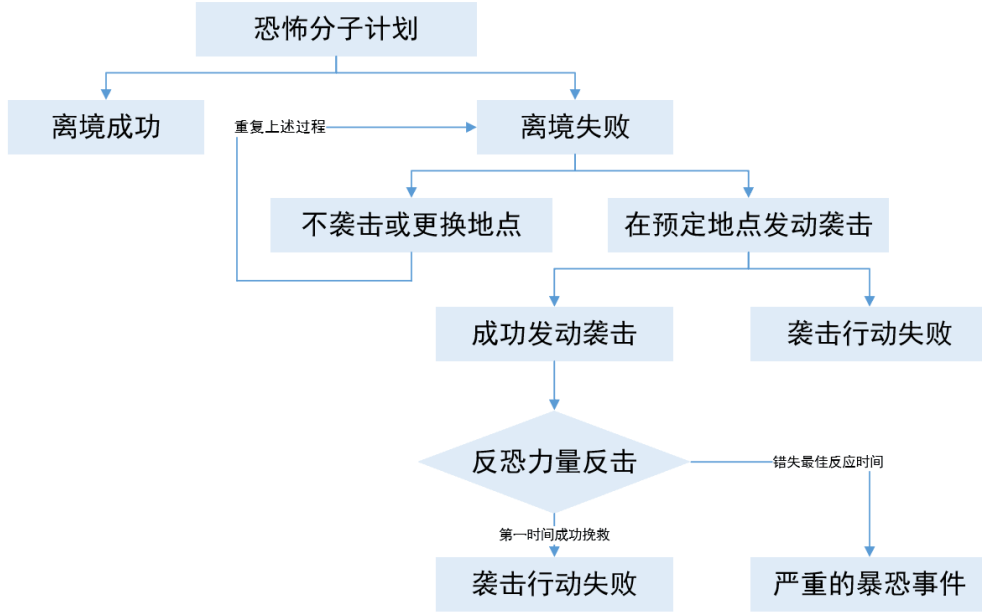 恐怖分子计划
离境成功
重复上述过程
离境失败
不袭击或更换地点
在预定地点发动袭击
成功发动袭击
袭击行动失败
反恐力量反击
错失最佳反应时间
第一时间成功挽救
袭击行动失败
严重的暴恐事件